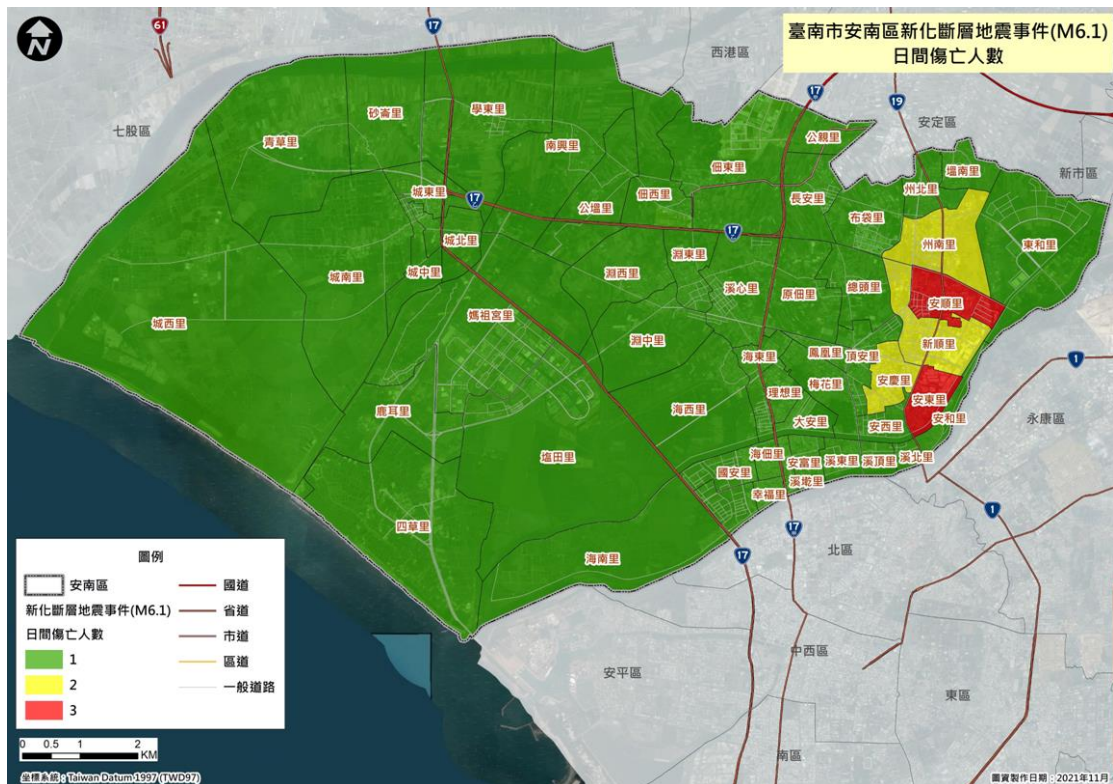 臺南市安南區新化斷層地震事件(M6.1)
日間傷亡人數
N
61
17
西港區
17
19
安定區
七股區
砂崙里
學東里
青草里
南興里
公親里
佃東里
塭南里
新市區
城東里
17
佃西里
長安里
州北里
公塭里
布袋里
城北里
17
州南里
東和里
淵東里
城南里
城中里
淵西里
溪心里
原佃里
總頭里
安順里
城西里
媽祖宮里
淵中里
新順里
海東里
鳳凰里
頂安里
1
安慶里
鹿耳里
理想里
梅花里
安東里
海西里
大安里
安西里
安和里
永康區
塩田里
海佃里
國安里
安富里
溪東里
溪頂里
溪北里
溪墘里
幸福里
四草里
17
1
海南里
17
北區
安平區
中西區
東區
南區
圖例
安南區
新化斷層地震事件(M6.1)
日間傷亡人數
1
2
3
國道
省道
市道
區道
一般道路
0 0.5 1 2
KM
坐標系統：Taiwan Datum 1997 (TWD97)
圖資製作日期：2021年11月